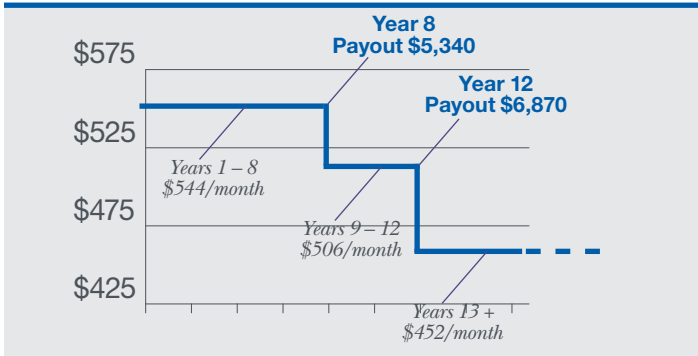 Year 8
Payout $5,340
Year 12
Payout $6,870
$575
$525
$475
$425
Years 1 – 8
$544/month
Years 9 – 12
$506/month
Years 13 +
$452/month